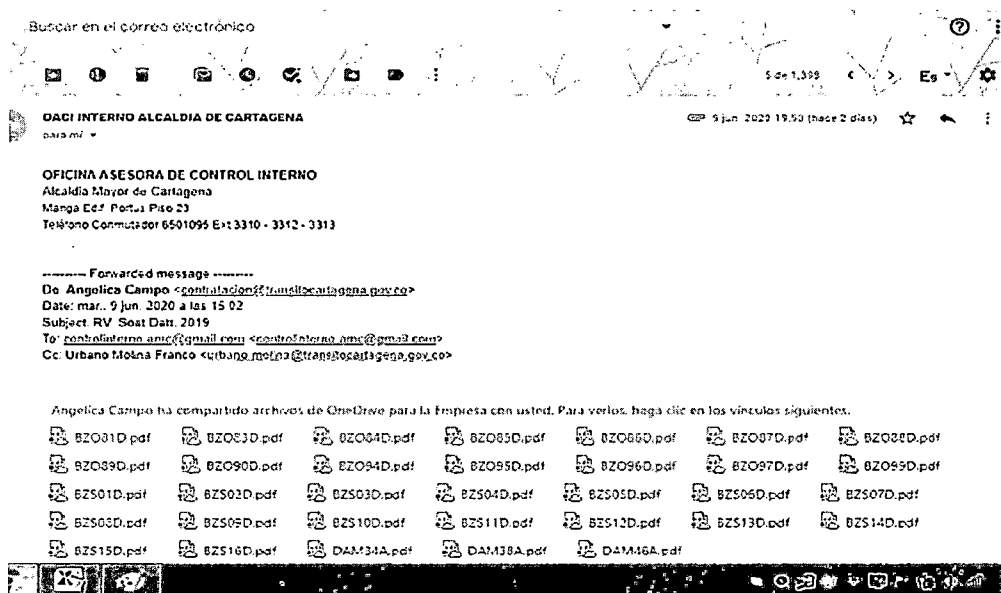 Buscar en el correo electrónico
5 de 1,398
Es
OACI INTERNO ALCALDIA DE CARTAGENA
9 jun. 2020 19:50 (hace 2 días)
para mí
OFICINA ASESORA DE CONTROL INTERNO
Alcaldía Mayor de Cartagena
Manga Edf. Portus Piso 23
Teléfono Conmutador 6501095 Ext 3310 - 3312 - 3313
---------- Forwarded message ---------
De: Angelica Campo <contratacion@transitocartagena.gov.co>
Date: mar., 9 jun. 2020 a las 15:02
Subject: RV: Soat Datt. 2019
To: controlinterno.amc@gmail.com <controlinterno.amc@gmail.com>
Cc: Urbano Molina Franco <urbano.molina@transitocartagena.gov.co>
Angelica Campo ha compartido archivos de OneDrive para la Empresa con usted. Para verlos, haga clic en los vínculos siguientes.
BZO81D.pdf BZO83D.pdf BZO84D.pdf BZO85D.pdf BZO86D.pdf BZO87D.pdf BZO88D.pdf
BZO89D.pdf BZO90D.pdf BZO94D.pdf BZO95D.pdf BZO96D.pdf BZO97D.pdf BZO99D.pdf
BZS01D.pdf BZS02D.pdf BZS03D.pdf BZS04D.pdf BZS05D.pdf BZS06D.pdf BZS07D.pdf
BZS08D.pdf BZS09D.pdf BZS10D.pdf BZS11D.pdf BZS12D.pdf BZS13D.pdf BZS14D.pdf
BZS15D.pdf BZS16D.pdf DAM34A.pdf DAM38A.pdf DAM46A.pdf